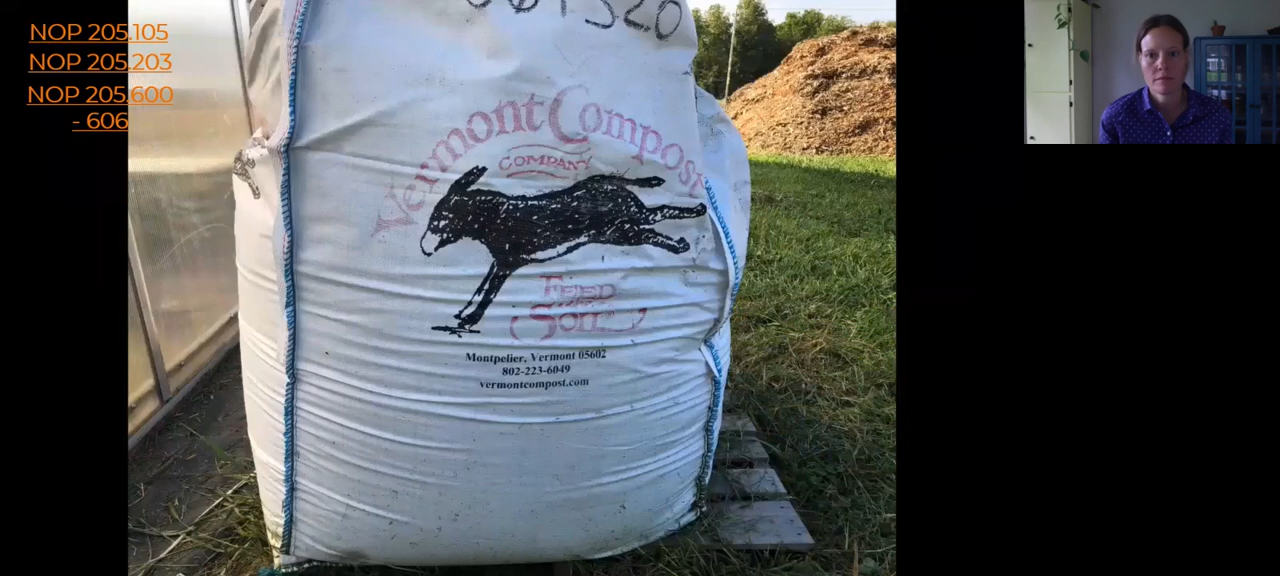 NOP 205.105
NOP 205.203
NOP 205.600
- 606
Vermont Compost
COMPANY
FEED
THE
SOIL
Montpelier, Vermont 05602
802-223-6049
vermontcompost.com